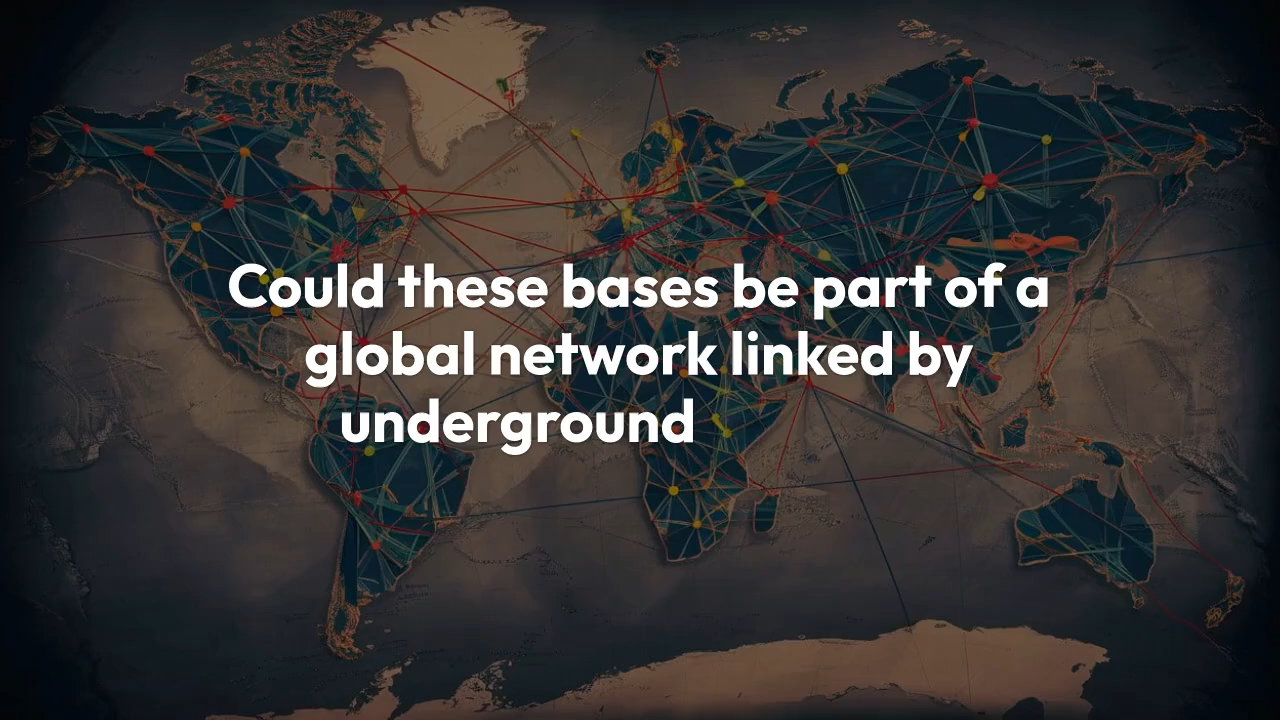 Could these bases be part of a
global network linked by
underground